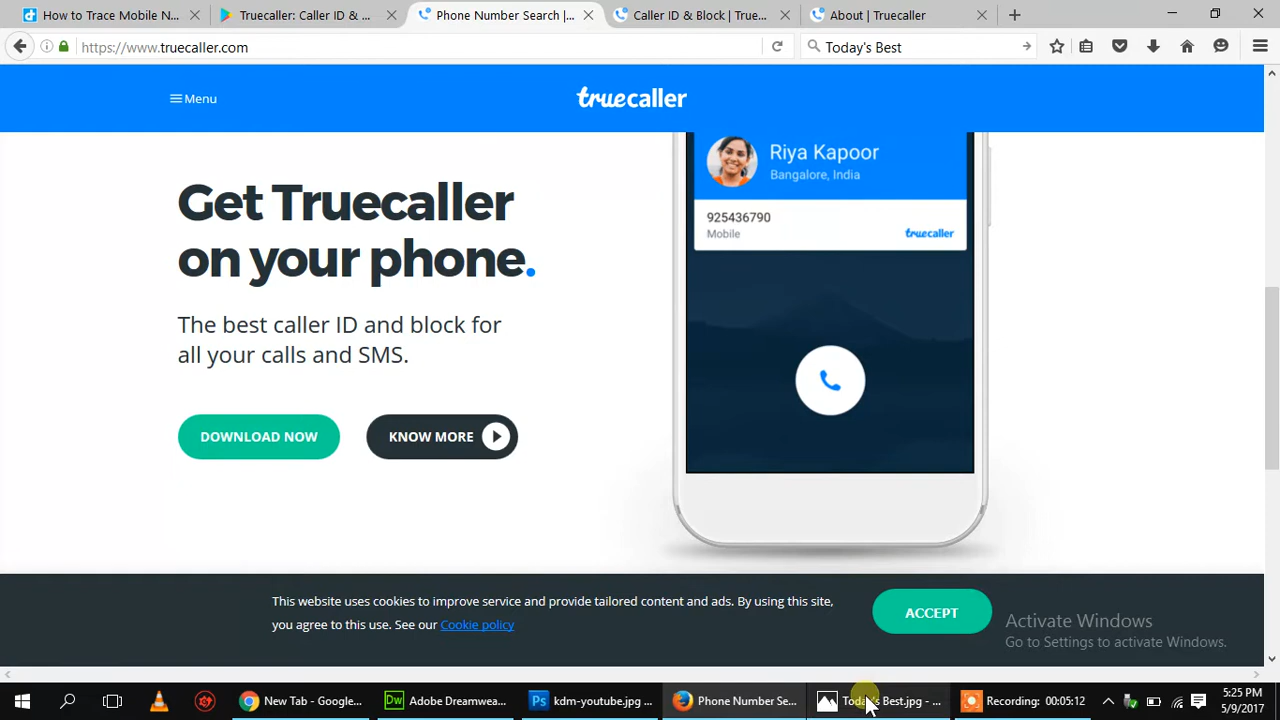 How to Trace Mobile N...
Truecaller: Caller ID & ...
Phone Number Search |...
Caller ID & Block | True...
About | Truecaller
https://www.truecaller.com
Today's Best
Menu
truecaller
Riya Kapoor
Bangalore, India
925436790
Mobile
truecaller
Get Truecaller
on your phone.
The best caller ID and block for
all your calls and SMS.
DOWNLOAD NOW
KNOW MORE
This website uses cookies to improve service and provide tailored content and ads. By using this site,
you agree to this use. See our Cookie policy
ACCEPT
Activate Windows
Go to Settings to activate Windows.
New Tab - Google...
Dw
Adobe Dreamwea...
Ps
kdm-youtube.jpg ...
Phone Number Se...
Today's Best.jpg - ...
Recording: 00:05:12
5:25 PM
5/9/2017